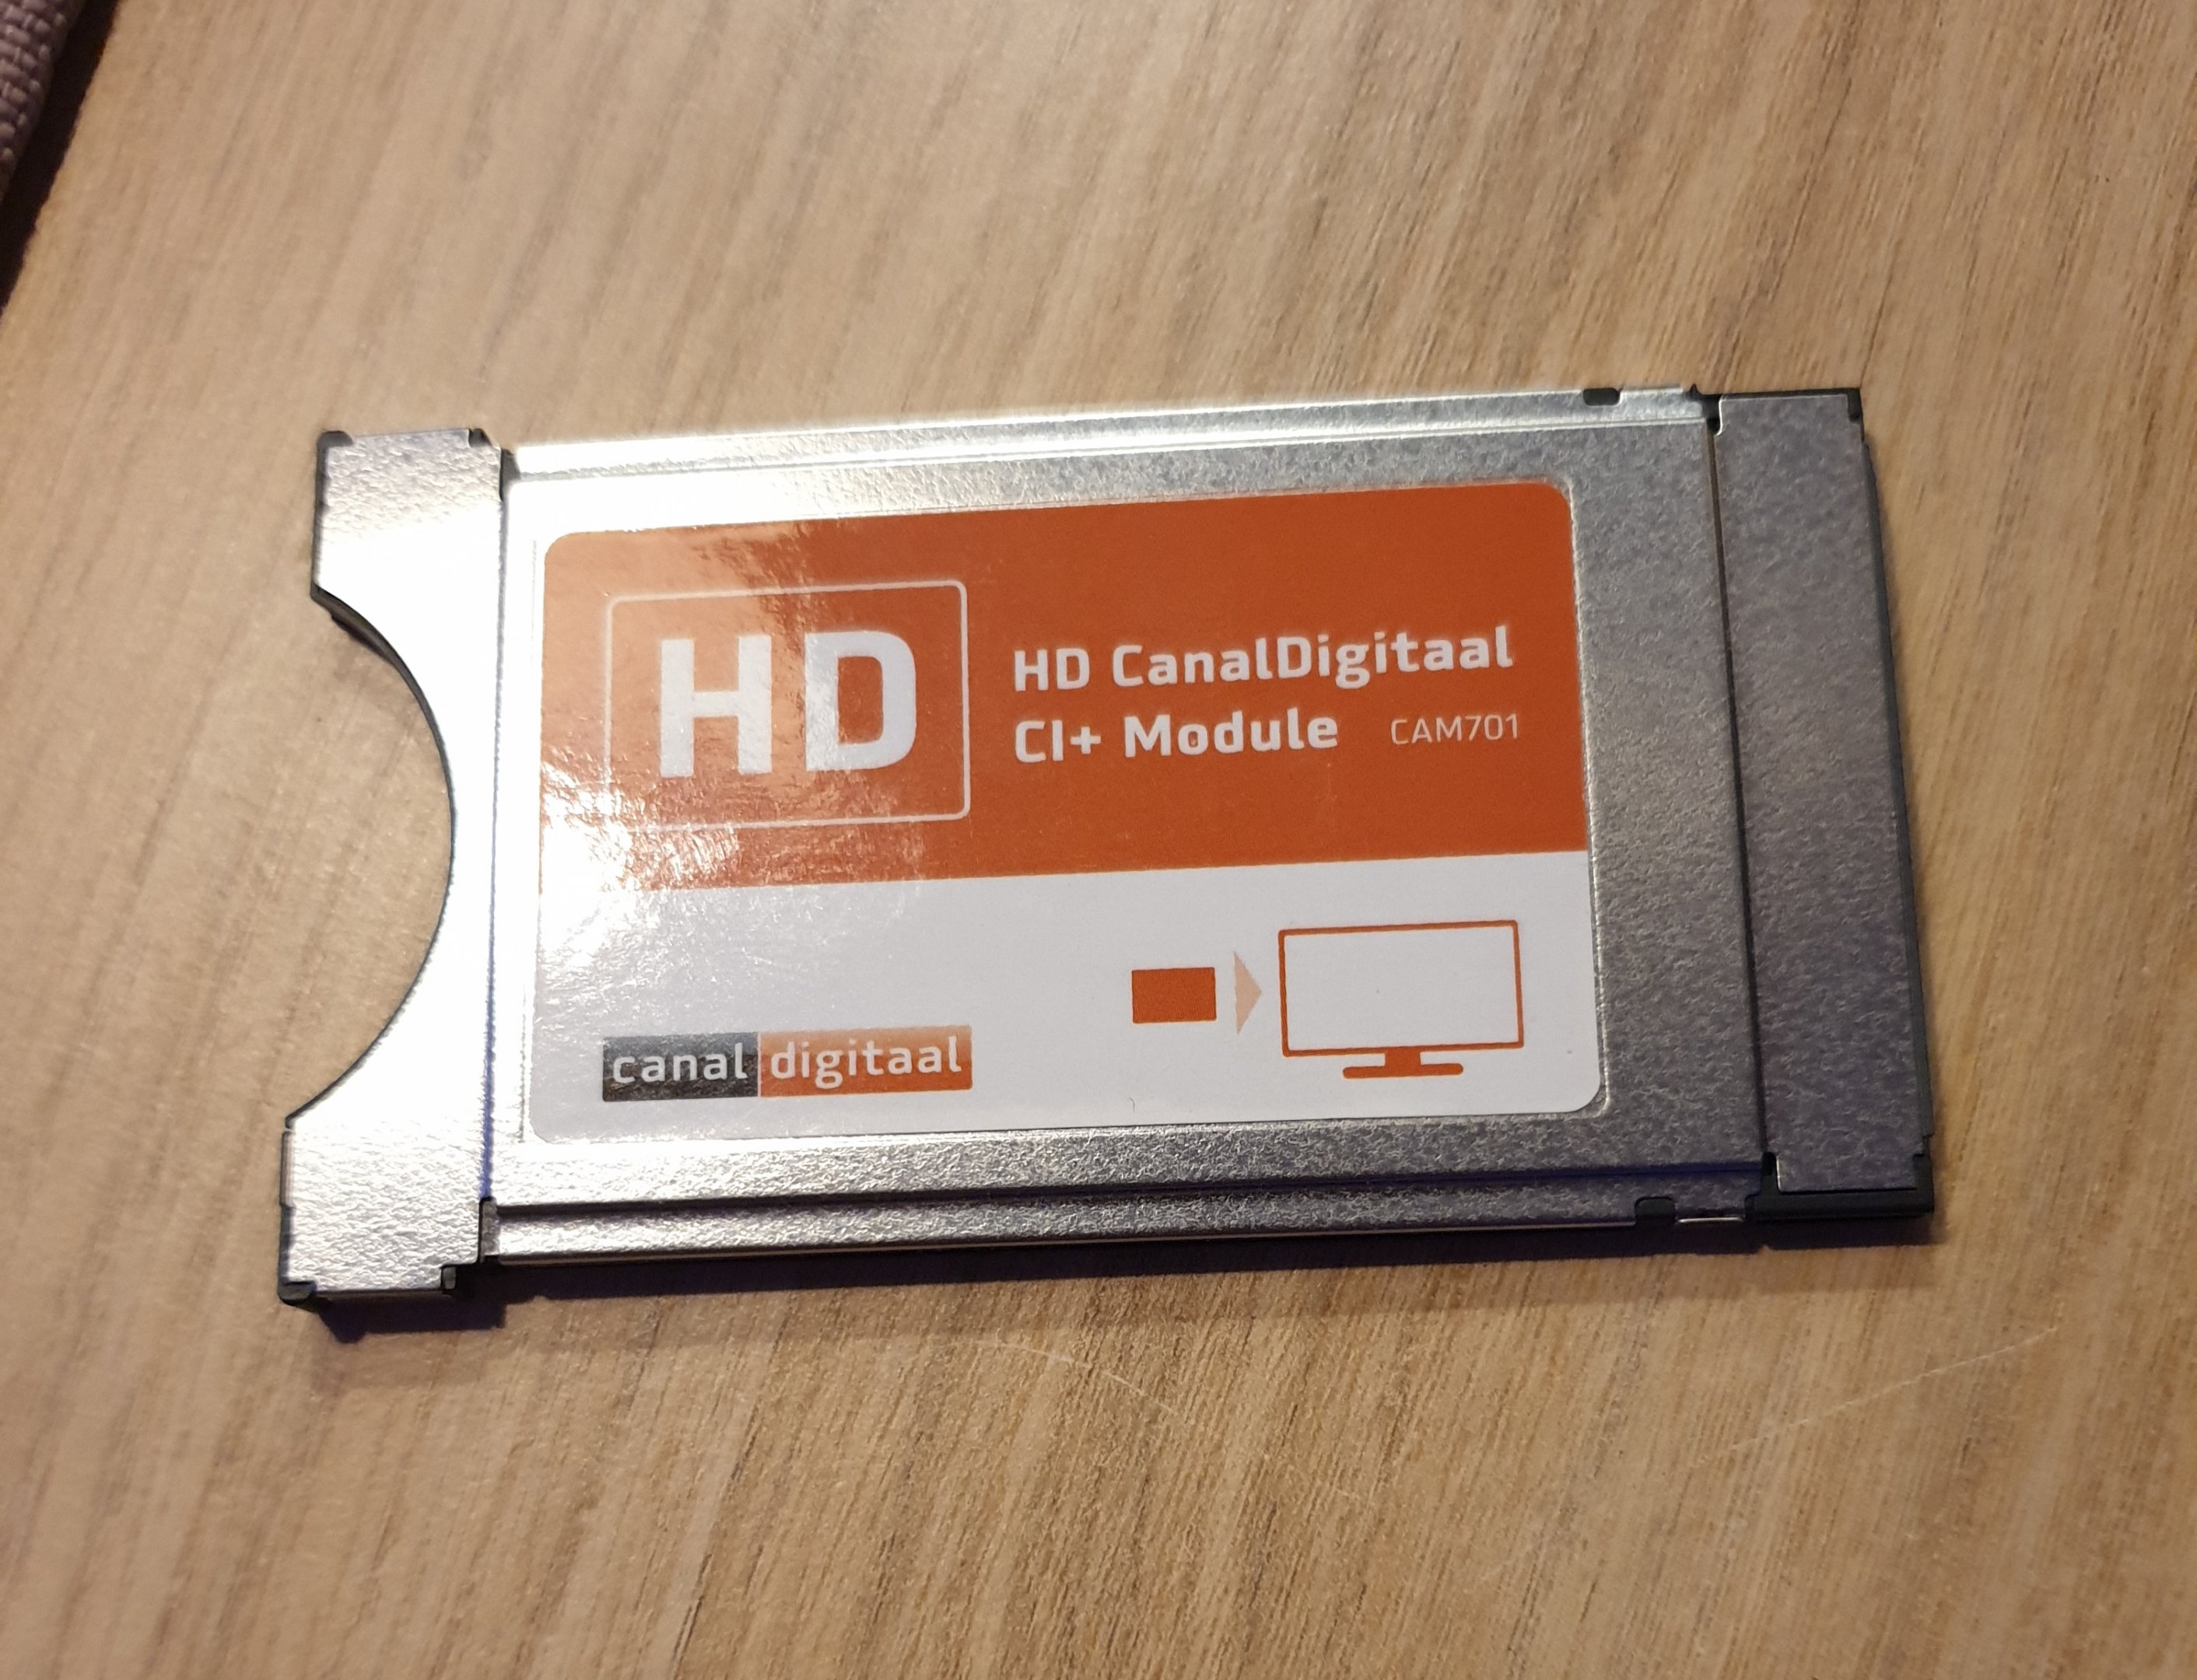 HD
HD CanalDigitaal
CI+ Module CAM701
canal digitaal